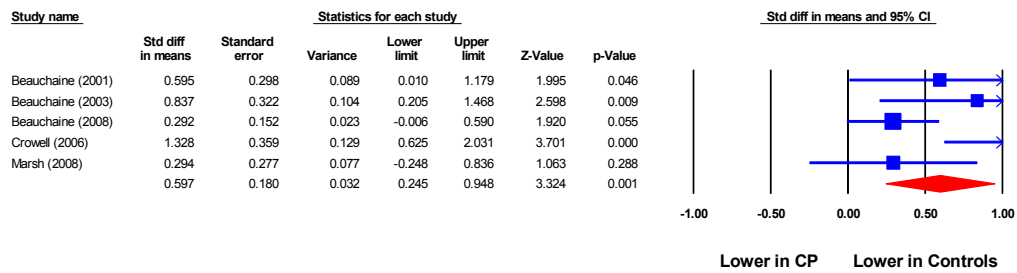 Study name Statistics for each study Std diff in means and 95% CI
Std diff Standard Lower Upper
in means error Variance limit limit Z-Value p-Value
Beauchaine (2001) 0.595 0.298 0.089 0.010 1.179 1.995 0.046
Beauchaine (2003) 0.837 0.322 0.104 0.205 1.468 2.598 0.009
Beauchaine (2008) 0.292 0.152 0.023 -0.006 0.590 1.920 0.055
Crowell (2006) 1.328 0.359 0.129 0.625 2.031 3.701 0.000
Marsh (2008) 0.294 0.277 0.077 -0.248 0.836 1.063 0.288
0.597 0.180 0.032 0.245 0.948 3.324 0.001
-1.00 -0.50 0.00 0.50 1.00
Lower in CP Lower in Controls